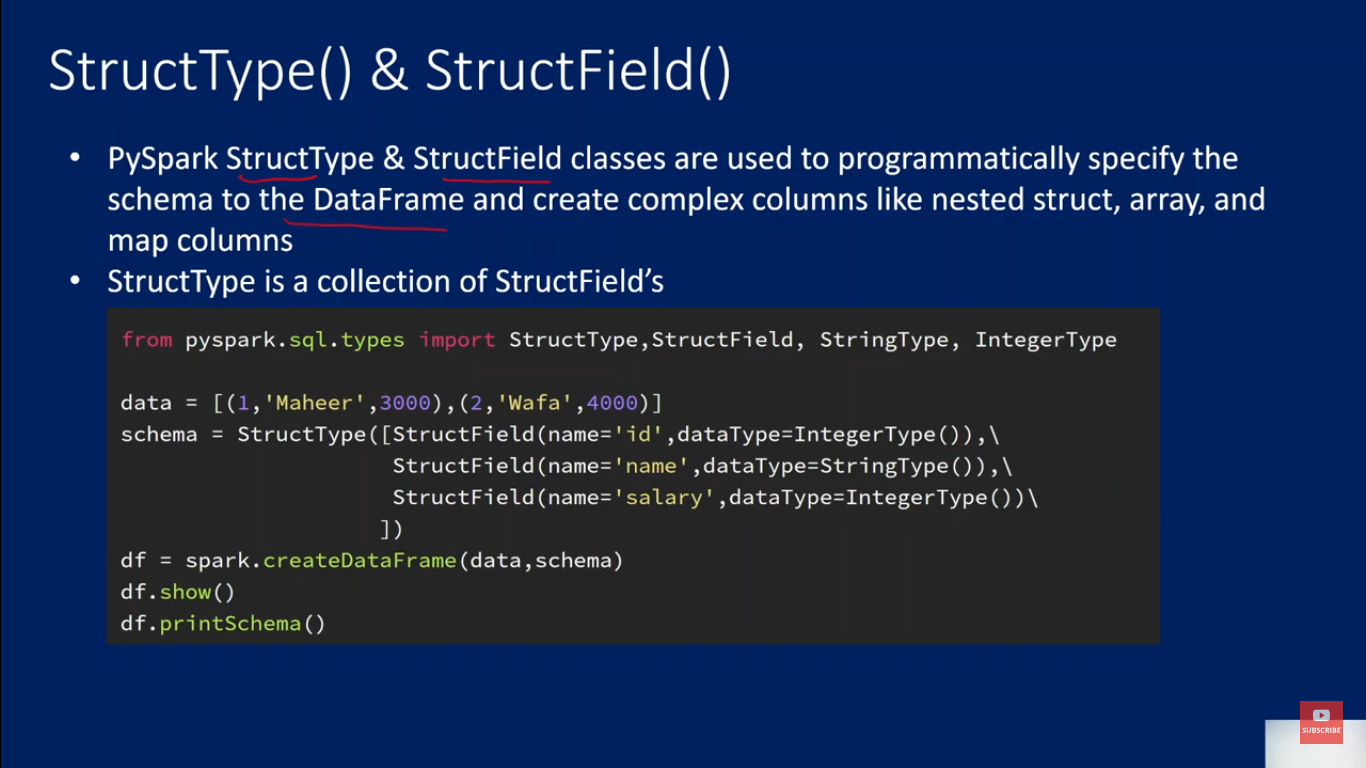 StructType() & StructField()
• PySpark StructType & StructField classes are used to programmatically specify the
schema to the DataFrame and create complex columns like nested struct, array, and
map columns
• StructType is a collection of StructField’s
from pyspark.sql.types import StructType,StructField, StringType, IntegerType
data = [(1,'Maheer',3000),(2,'Wafa',4000)]
schema = StructType([StructField(name='id',dataType=IntegerType()),\
StructField(name='name',dataType=StringType()),\
StructField(name='salary',dataType=IntegerType())\
])
df = spark.createDataFrame(data,schema)
df.show()
df.printSchema()
SUBSCRIBE